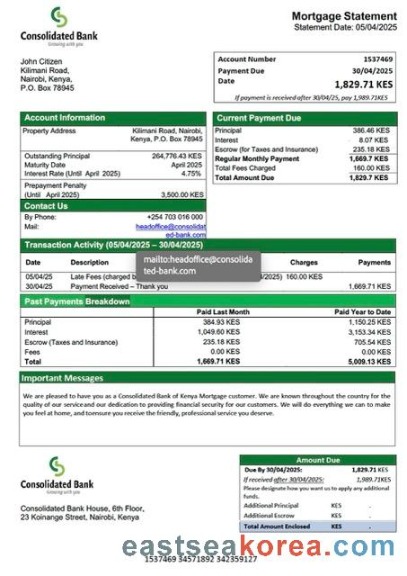 Consolidated Bank
Growing with you
Mortgage Statement
Statement Date: 05/04/2025
John Citizen
Kilimani Road,
Nairobi, Kenya,
P.O. Box 78945
Account Number 1537469
Payment Due 30/04/2025
Date
1,829.71 KES
If payment is received after 30/04/25, pay 1,989.71KES
Account Information
Property Address Kilimani Road, Nairobi,
Kenya, P.O. Box 78945
Outstanding Principal 264,776.43 KES
Maturity Date April 2025
Interest Rate (Until April 2025) 4.75%
Prepayment Penalty
(Until April 2025) 3,500.00 KES
Contact Us
By Phone: +254 703 016 000
Mail: headoffice@consolidat
ed-bank.com
Current Payment Due
Principal 386.46 KES
Interest 8.07 KES
Escrow (for Taxes and Insurance) 235.18 KES
Regular Monthly Payment 1,669.7 KES
Total Fees Charged 160.00 KES
Total Amount Due 1,829.7 KES
Transaction Activity (05/04/2025 – 30/04/2025)
mailto:headoffice@consolida
ted-bank.com
Date Description Charges Payments
05/04/25 Late Fees (charged b /2025) 160.00 KES
30/04/25 Payment Received – Thank you 1,669.71 KES
Past Payments Breakdown
Paid Last Month Paid Year to Date
Principal 384.93 KES 1,150.25 KES
Interest 1,049.60 KES 3,153.34 KES
Escrow (Taxes and Insurance) 235.18 KES 705.54 KES
Fees 0.00 KES 0.00 KES
Total 1,669.71 KES 5,009.13 KES
Important Messages
We are pleased to have you as a Consolidated Bank of Kenya Mortgage customer. We are known throughout the country for the
quality of our serviceand our dedication to providing financial security for our customers. We will do everything we can to make
you feel at home, and toensure you receive the friendly, professional service you deserve.
Consolidated Bank
Growing with you
Consolidated Bank House, 6th Floor,
23 Koinange Street, Nairobi, Kenya
Amount Due
Due By 30/04/2025: 1,829.71 KES
If received after 30/04/2025: 1,989.71KES
Please designate how you want us to apply any additional
funds.
Additional Principal KES -
Additional Escrow KES -
Total Amount Enclosed KES -
eastseakorea.com
1537469 34571892 342359127